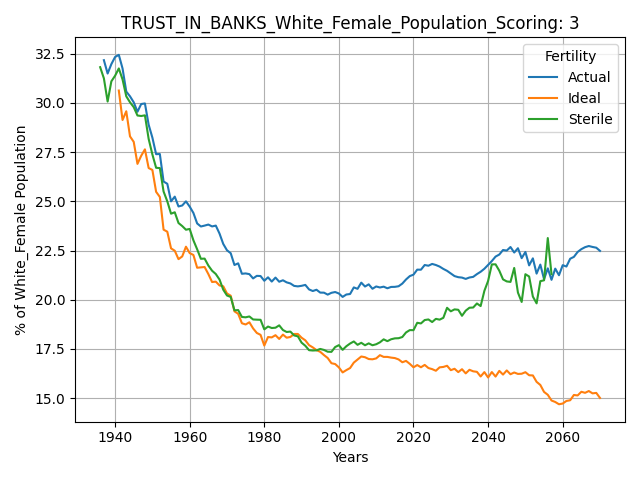 TRUST_IN_BANKS_White_Female_Population_Scoring: 3
% of White_Female Population
32.5
30.0
27.5
25.0
22.5
20.0
17.5
15.0
Fertility
Actual
Ideal
Sterile
1940
1960
1980
2000
2020
2040
2060
Years